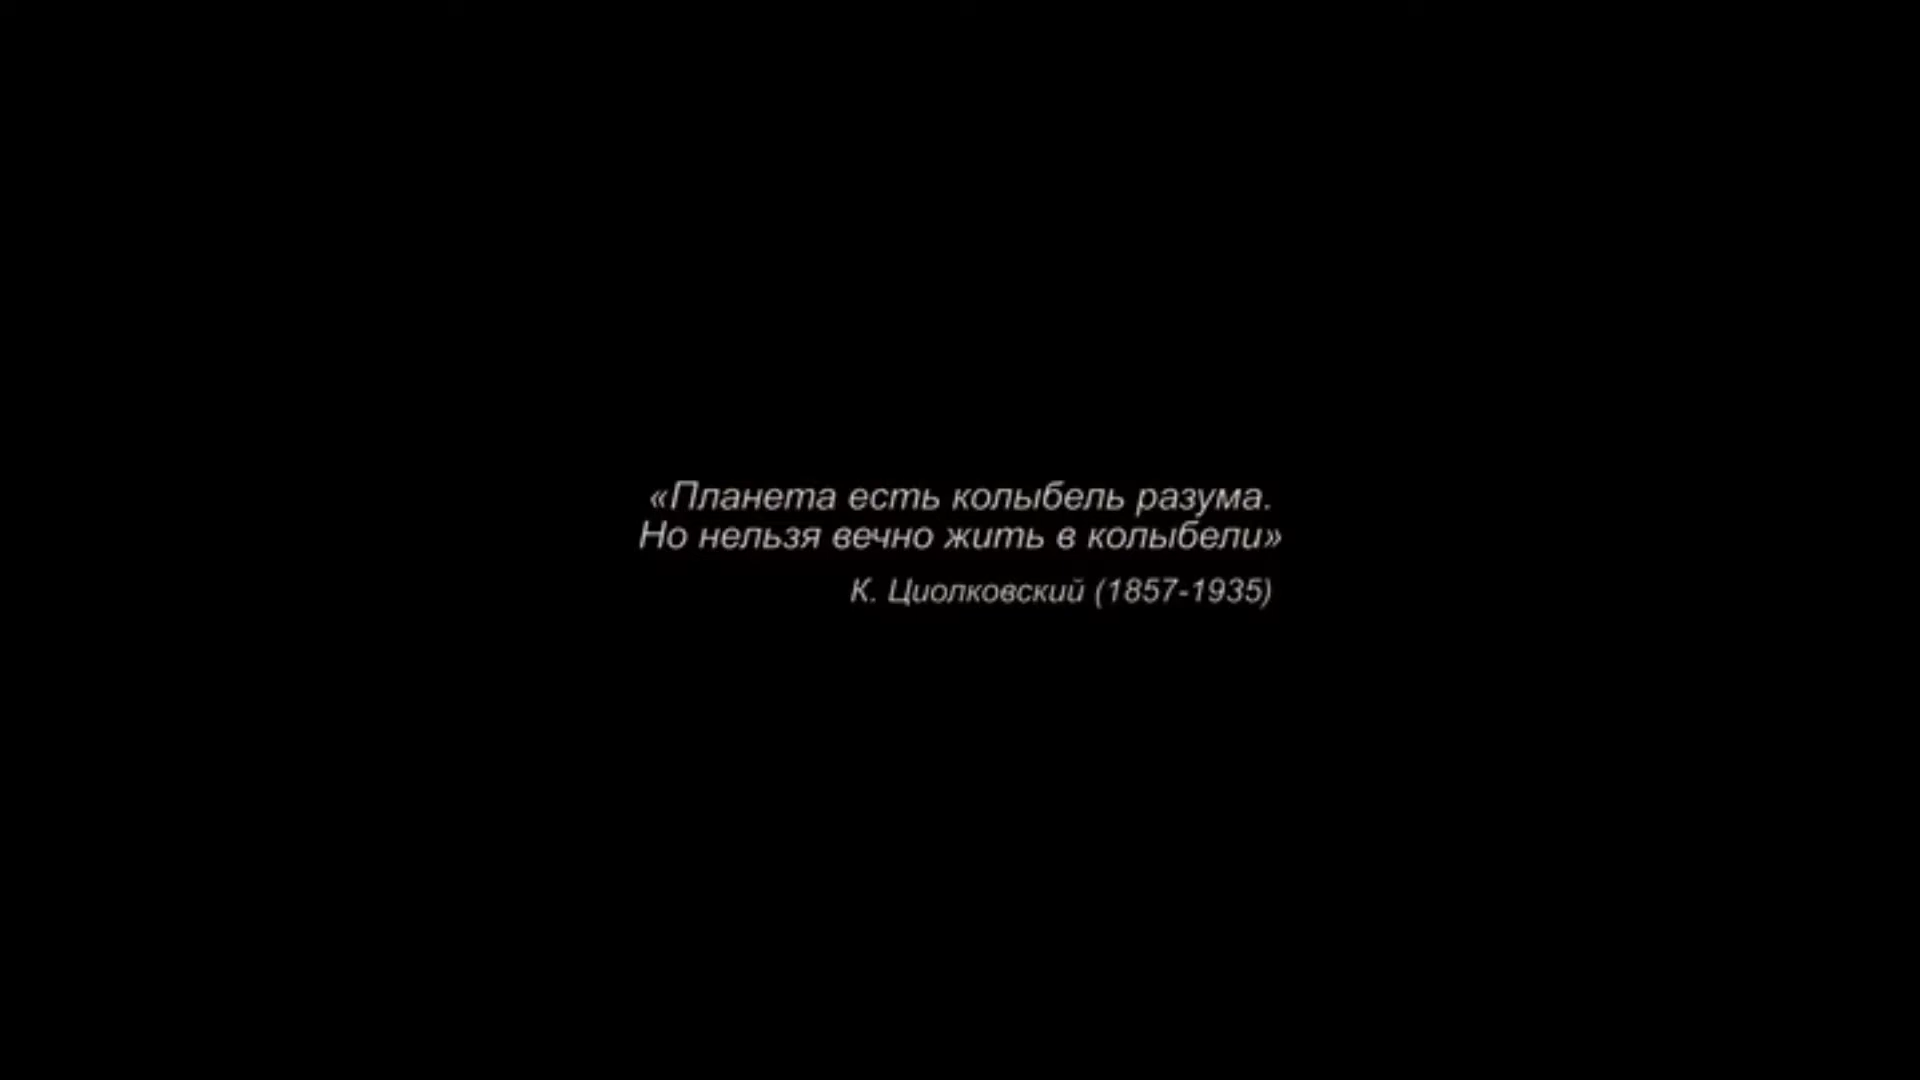 «Планета есть колыбель разума.
Но нельзя вечно жить в колыбели»
К. Циолковский (1857-1935)